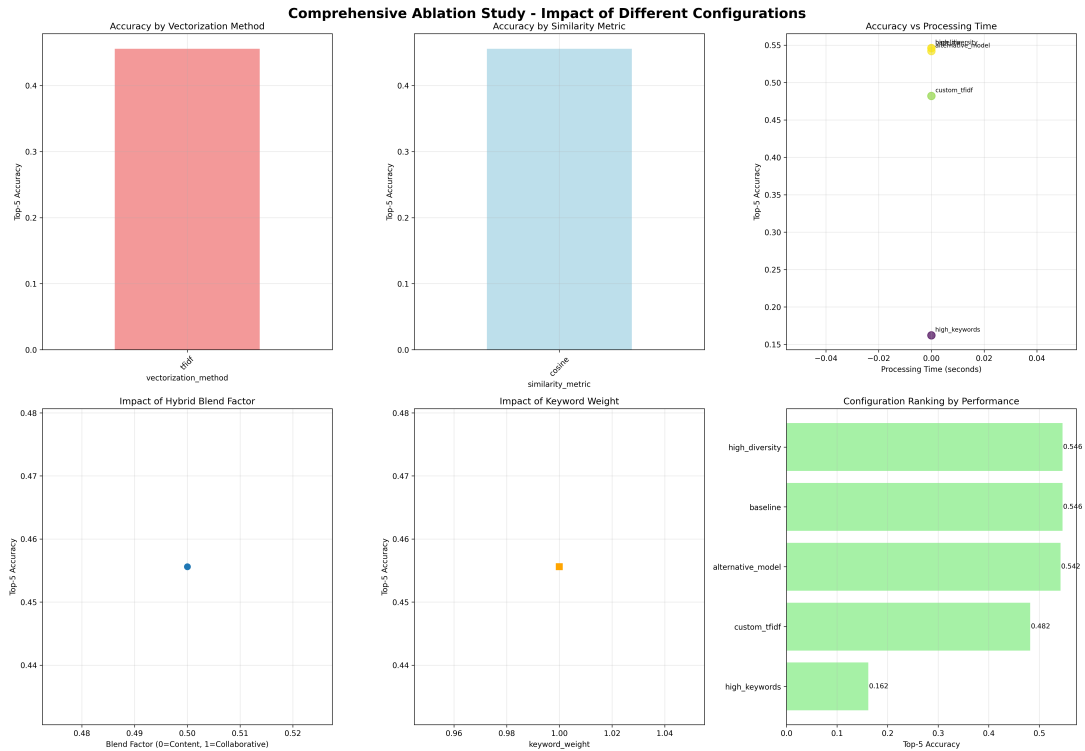 Comprehensive Ablation Study - Impact of Different Configurations
Accuracy by Vectorization Method
Top-5 Accuracy
0.4
0.3
0.2
0.1
0.0
tfidf
vectorization_method
Accuracy by Similarity Metric
Top-5 Accuracy
0.4
0.3
0.2
0.1
0.0
cosine
similarity_metric
Accuracy vs Processing Time
Top-5 Accuracy
0.55
0.50
0.45
0.40
0.35
0.30
0.25
0.20
0.15
high_diversity
alternative_model
custom_tfidf
high_keywords
−0.04 −0.02 0.00 0.02 0.04
Processing Time (seconds)
Impact of Hybrid Blend Factor
Top-5 Accuracy
0.48
0.47
0.46
0.45
0.44
0.48 0.49 0.50 0.51 0.52
Blend Factor (0=Content, 1=Collaborative)
Impact of Keyword Weight
Top-5 Accuracy
0.48
0.47
0.46
0.45
0.44
0.96 0.98 1.00 1.02 1.04
keyword_weight
Configuration Ranking by Performance
high_diversity 0.546
baseline 0.546
alternative_model 0.542
custom_tfidf 0.482
high_keywords 0.162
0.0 0.1 0.2 0.3 0.4 0.5
Top-5 Accuracy